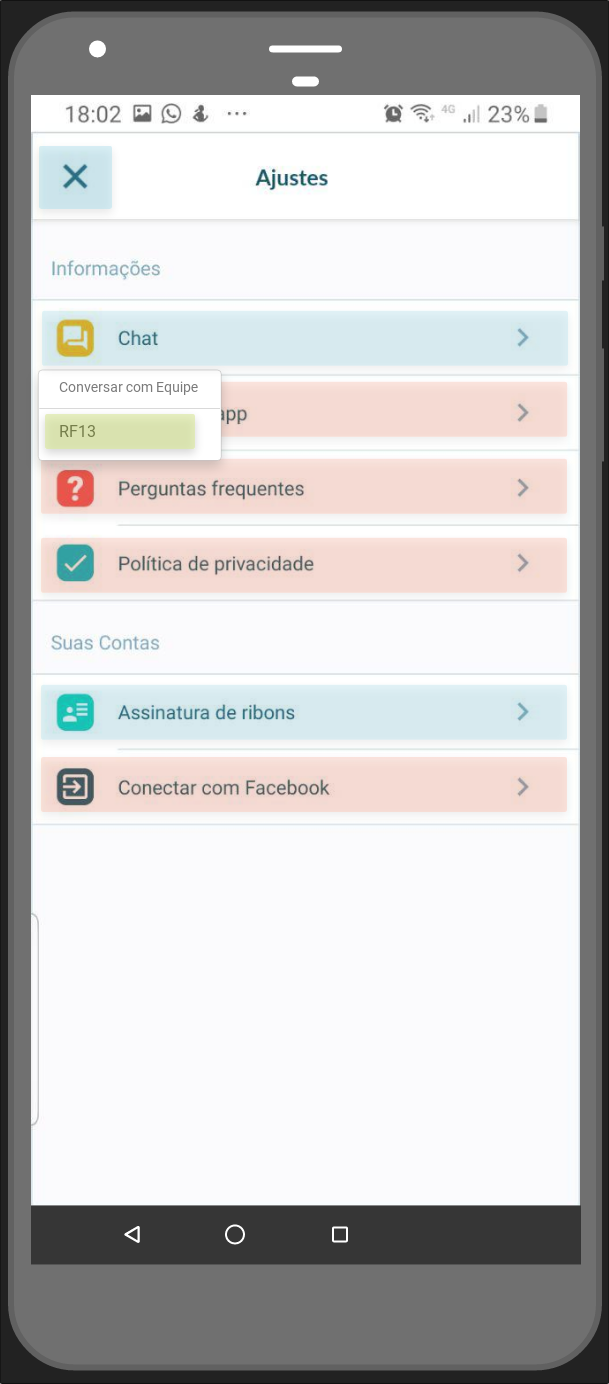 18:02 ... 4G 23%
Ajustes
Informações
Chat
Conversar com Equipe
app
RF13
Perguntas frequentes
Política de privacidade
Suas Contas
Assinatura de ribons
Conectar com Facebook